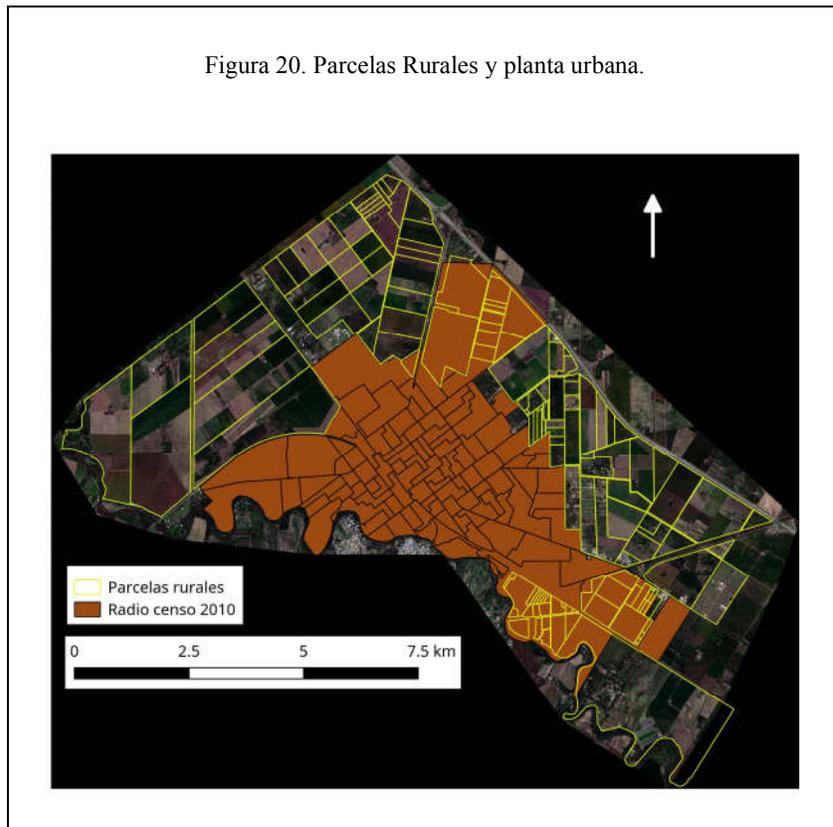 Figura 20. Parcelas Rurales y planta urbana.
Parcelas rurales
Radio censo 2010
0 2.5 5 7.5 km